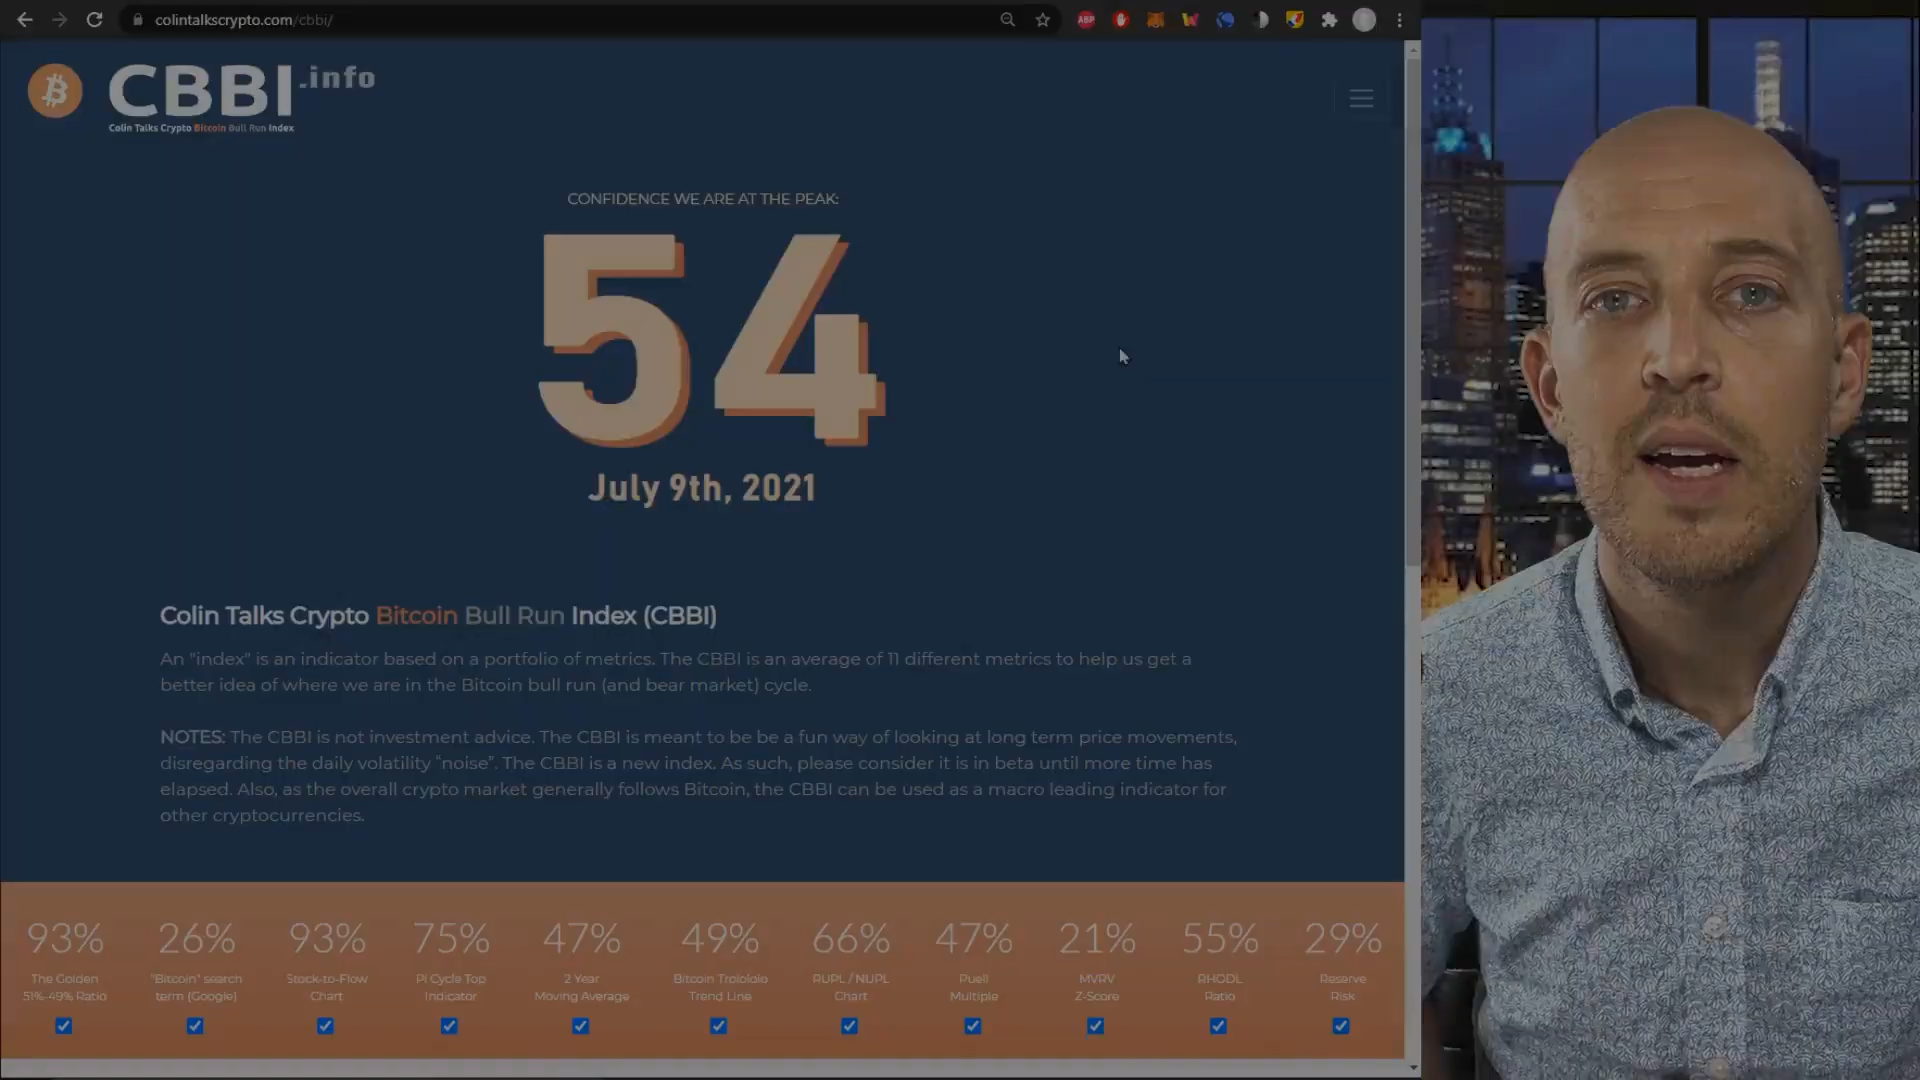 colintalkscrypto.com/cbbi/
ABP
CBBI.info
Colin Talks Crypto Bitcoin Bull Run Index
CONFIDENCE WE ARE AT THE PEAK:
54
July 9th, 2021
Colin Talks Crypto Bitcoin Bull Run Index (CBBI)
An "index" is an indicator based on a portfolio of metrics. The CBBI is an average of 11 different metrics to help us get a
better idea of where we are in the Bitcoin bull run (and bear market) cycle.
NOTES: The CBBI is not investment advice. The CBBI is meant to be be a fun way of looking at long term price movements,
disregarding the daily volatility "noise". The CBBI is a new index. As such, please consider it is in beta until more time has
elapsed. Also, as the overall crypto market generally follows Bitcoin, the CBBI can be used as a macro leading indicator for
other cryptocurrencies.
93% 26% 93% 75% 47% 49% 66% 47% 21% 55% 29%
The Golden "Bitcoin" search Stock-to-Flow Pi Cycle Top 2 Year Bitcoin Trolololo RUPL / NUPL Puell MVRV RHODL Reserve
51%-49% Ratio term (Google) Chart Indicator Moving Average Trend Line Chart Multiple Z-Score Ratio Risk